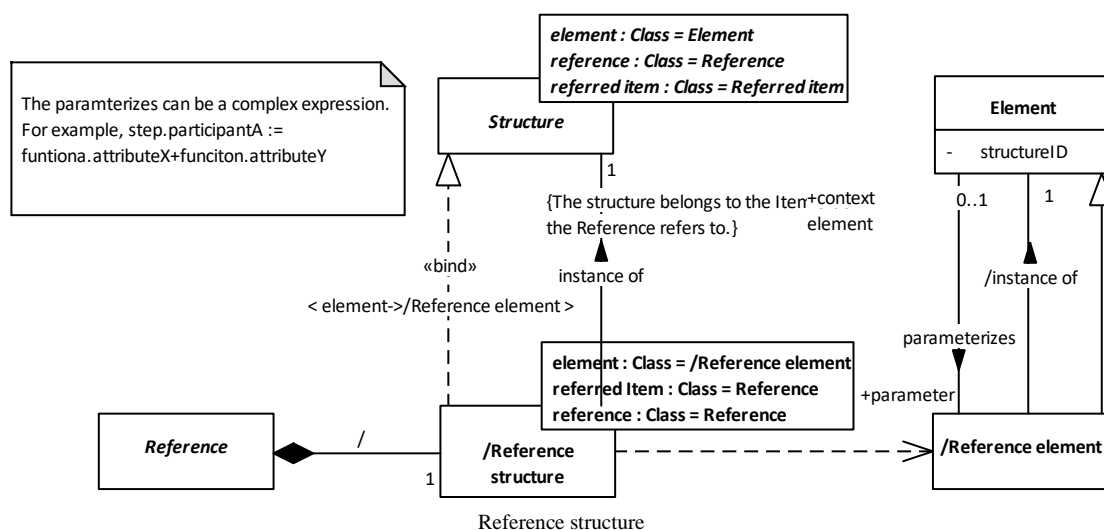 element : Class = Element
reference : Class = Reference
referred item : Class = Referred item
Structure
The paramterizes can be a complex expression.
For example, step.participantA :=
funtiona.attributeX+funciton.attributeY
Element
- structureID
1
0..1
1
{The structure belongs to the Item
the Reference refers to.}
+context
element
«bind»
instance of
/instance of
< element->/Reference element >
parameterizes
element : Class = /Reference element
referred Item : Class = Reference
reference : Class = Reference
+parameter
Reference
/
1
/Reference
structure
/Reference element
Reference structure